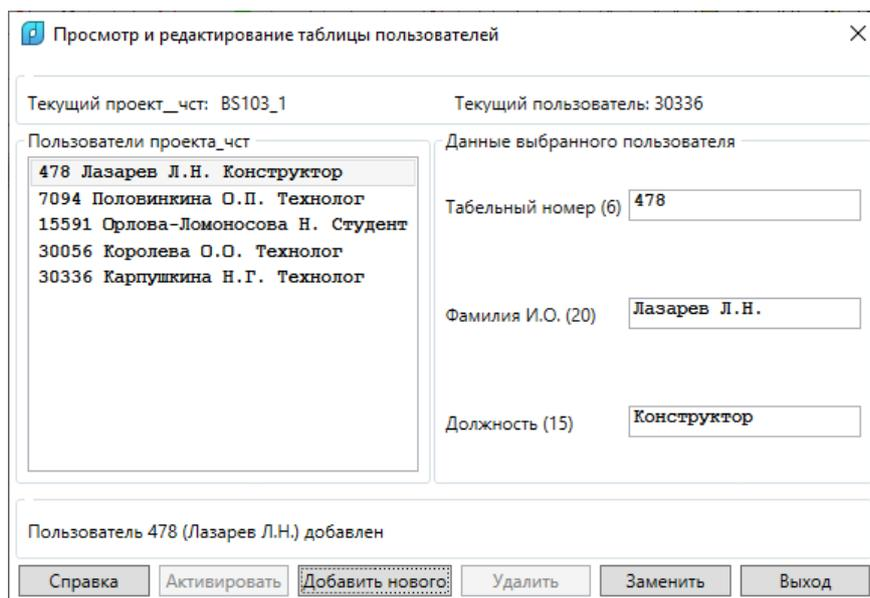 Просмотр и редактирование таблицы пользователей
Текущий проект__чст: BS103_1
Текущий пользователь: 30336
Пользователи проекта_чст
478 Лазарев Л.Н. Конструктор
7094 Половинкина О.П. Технолог
15591 Орлова-Ломоносова Н. Студент
30056 Королева О.О. Технолог
30336 Карпушкина Н.Г. Технолог
Данные выбранного пользователя
Табельный номер (6) 478
Фамилия И.О. (20) Лазарев Л.Н.
Должность (15) Конструктор
Пользователь 478 (Лазарев Л.Н.) добавлен
Справка Активировать Добавить нового Удалить Заменить Выход